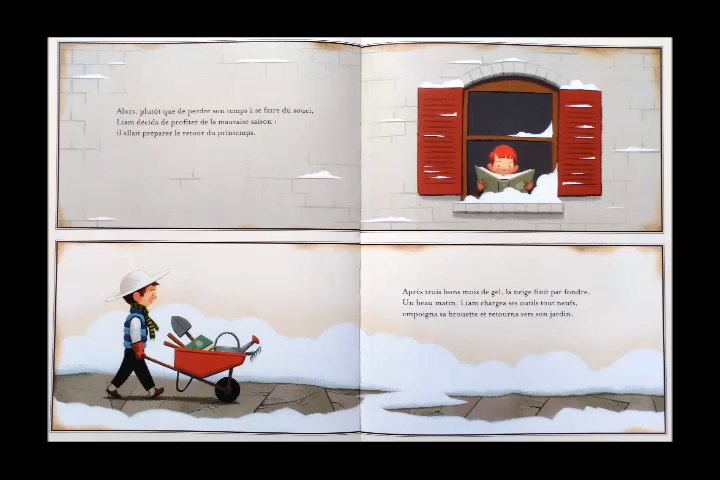 Alors, plutôt que de perdre son temps à se faire du souci,
Liam décida de profiter de la mauvaise saison :
il allait préparer le retour du printemps.
Après trois bons mois de gel, la neige finit par fondre.
Un beau matin, Liam chargea ses outils tout neufs,
empoigna sa brouette et retourna vers son jardin.